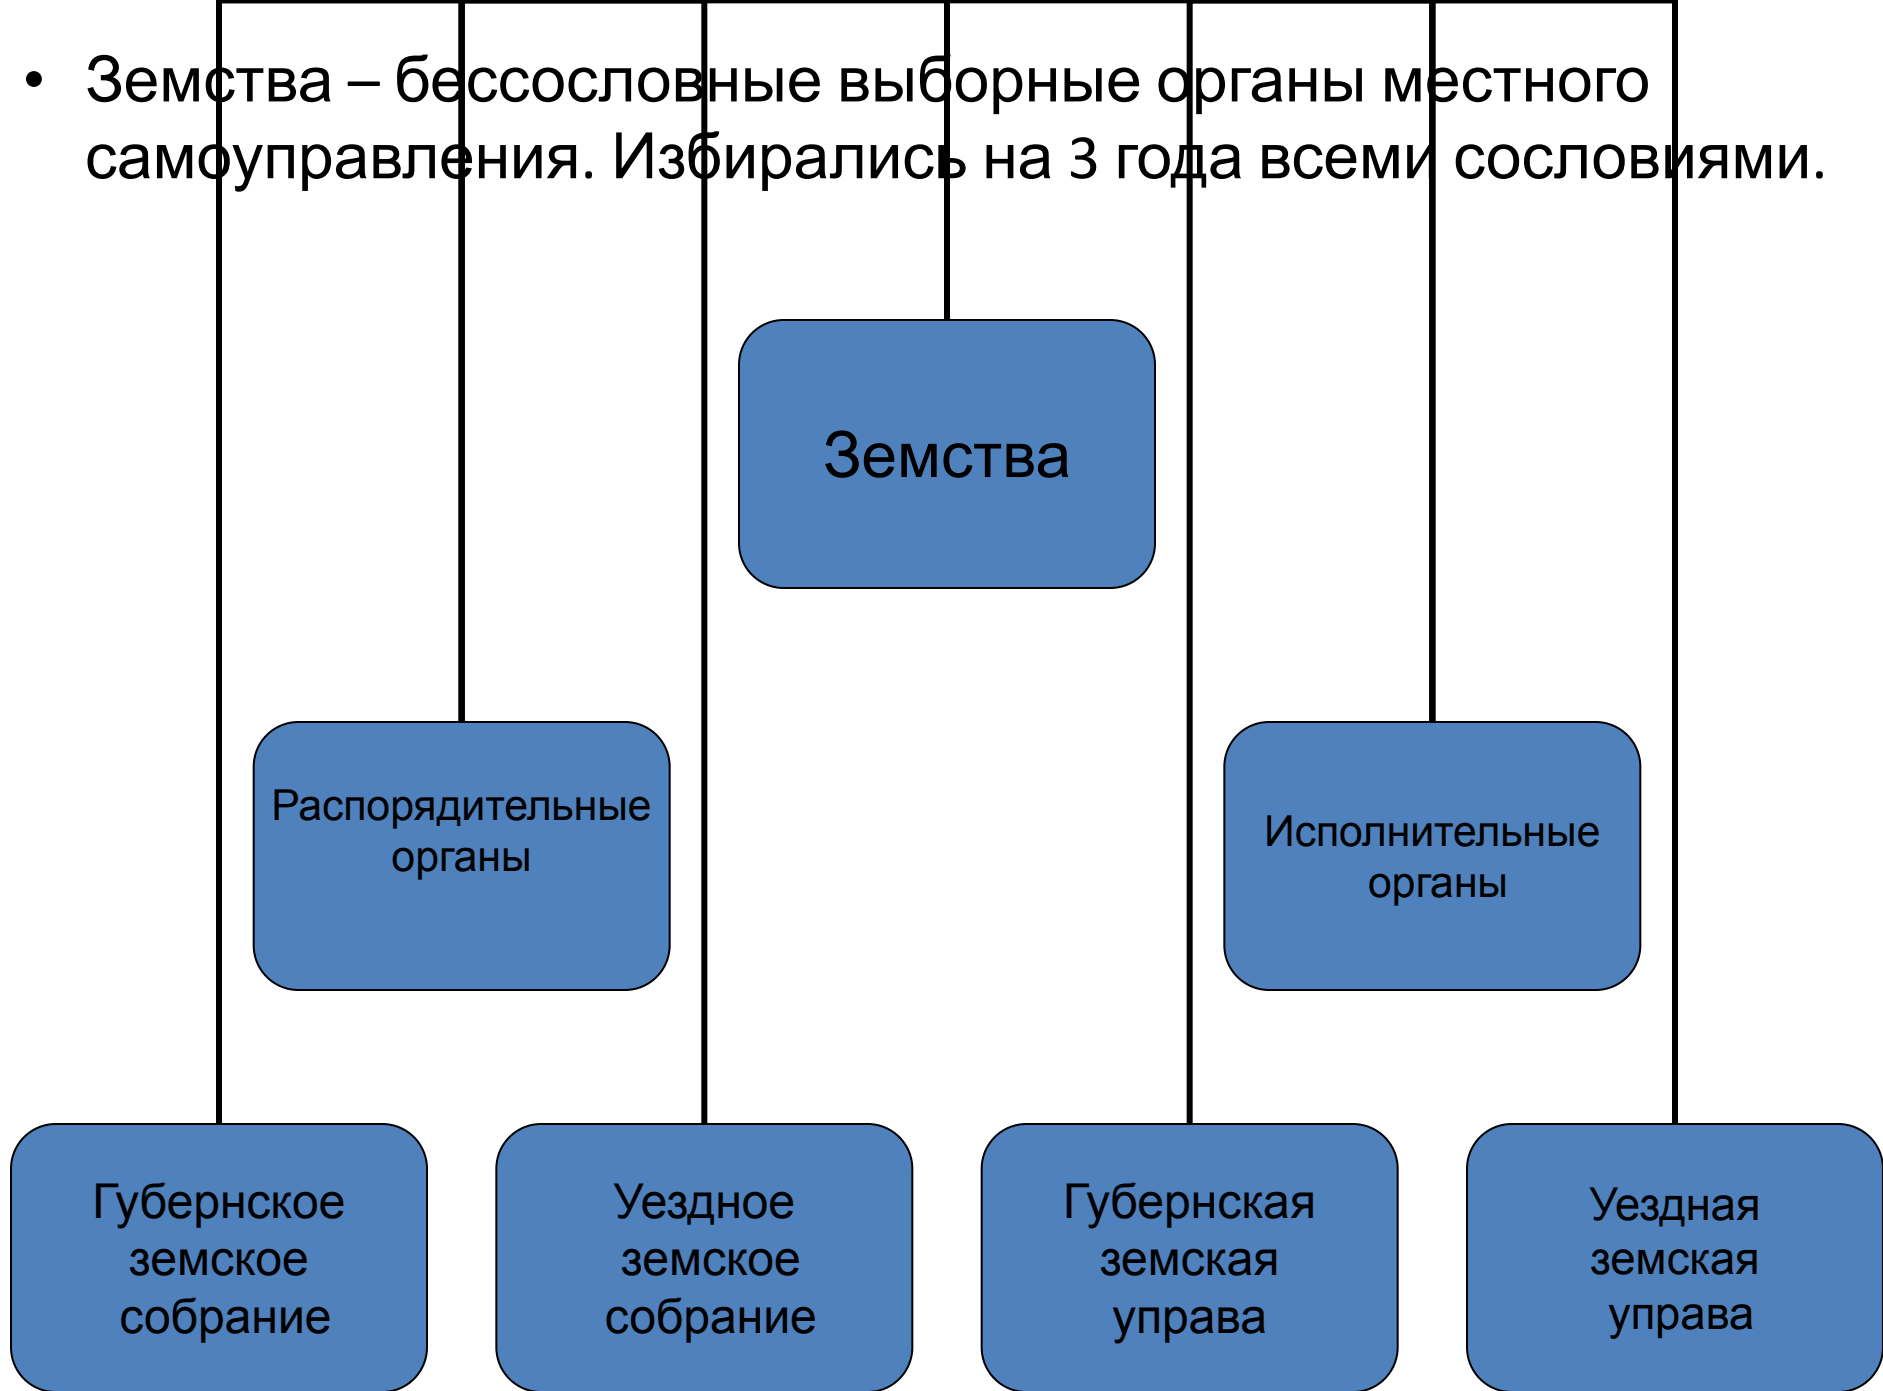 • Земства – бессословные выборные органы местного
самоуправления. Избирались на 3 года всеми сословиями.
Земства
Распорядительные
органы
Исполнительные
органы
Губернское
земское
собрание
Уездное
земское
собрание
Губернская
земская
управа
Уездная
земская
управа